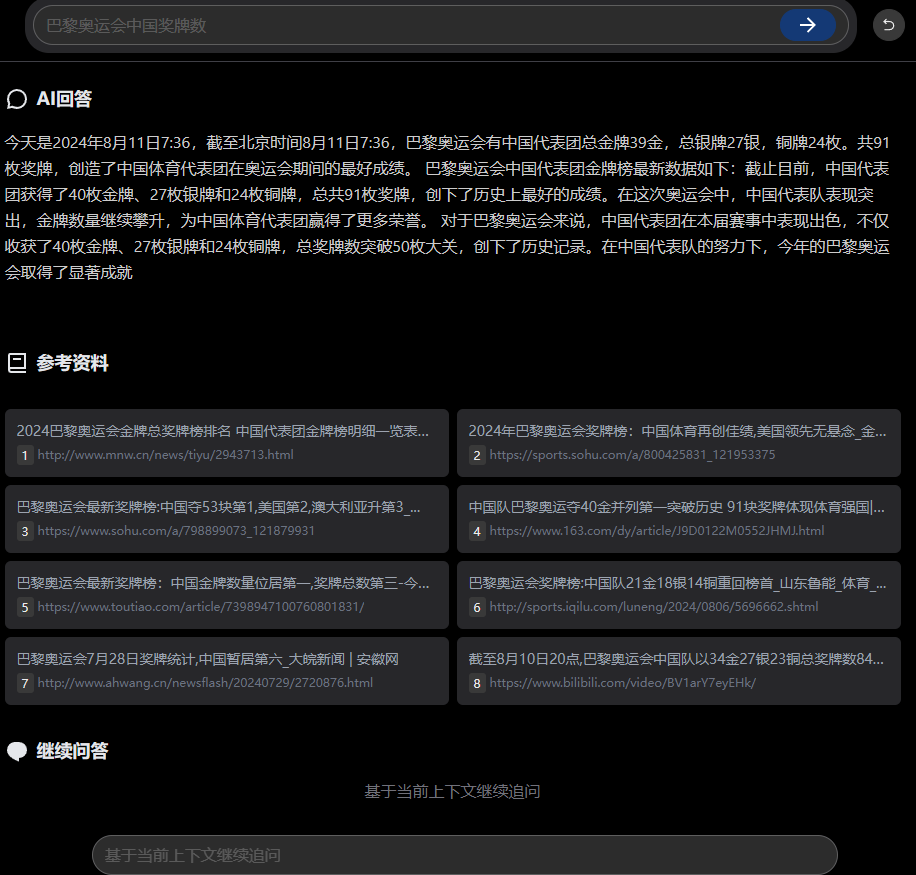 巴黎奥运会中国奖牌数
AI回答
今天是2024年8月11日7:36，截至北京时间8月11日7:36，巴黎奥运会有中国代表团总金牌39金，总银牌27银，铜牌24枚。共91
枚奖牌，创造了中国体育代表团在奥运会期间的最好成绩。 巴黎奥运会中国代表团金牌榜最新数据如下：截止目前，中国代表
团获得了40枚金牌、27枚银牌和24枚铜牌，总共91枚奖牌，创下了历史上最好的成绩。在这次奥运会中，中国代表队表现突
出，金牌数量继续攀升，为中国体育代表团赢得了更多荣誉。 对于巴黎奥运会来说，中国代表团在本届赛事中表现出色，不仅
收获了40枚金牌、27枚银牌和24枚铜牌，总奖牌数突破50枚大关，创下了历史记录。在中国代表队的努力下，今年的巴黎奥运
会取得了显著成就
参考资料
2024巴黎奥运会金牌总奖牌榜排名 中国代表团金牌榜明细一览表...
1 http://www.mnw.cn/news/tiyu/2943713.html
2024年巴黎奥运会奖牌榜：中国体育再创佳绩,美国领先无悬念_金...
2 https://sports.sohu.com/a/800425831_121953375
巴黎奥运会最新奖牌榜:中国夺53块第1,美国第2,澳大利亚升第3_...
3 https://www.sohu.com/a/798899073_121879931
中国队巴黎奥运夺40金并列第一突破历史 91块奖牌体现体育强国|...
4 https://www.163.com/dy/article/J9D0122M0552JHMJ.html
巴黎奥运会最新奖牌榜：中国金牌数量位居第一,奖牌总数第三-今...
5 https://www.toutiao.com/article/7398947100760801831/
巴黎奥运会奖牌榜:中国队21金18银14铜重回榜首_山东鲁能_体育_...
6 http://sports.iqilu.com/luneng/2024/0806/5696662.shtml
巴黎奥运会7月28日奖牌统计,中国暂居第六_大皖新闻 | 安徽网
7 http://www.ahwang.cn/newsflash/20240729/2720876.html
截至8月10日20点,巴黎奥运会中国队以34金27银23铜总奖牌数84...
8 https://www.bilibili.com/video/BV1arY7eyEHk/
继续问答
基于当前上下文继续追问
基于当前上下文继续追问